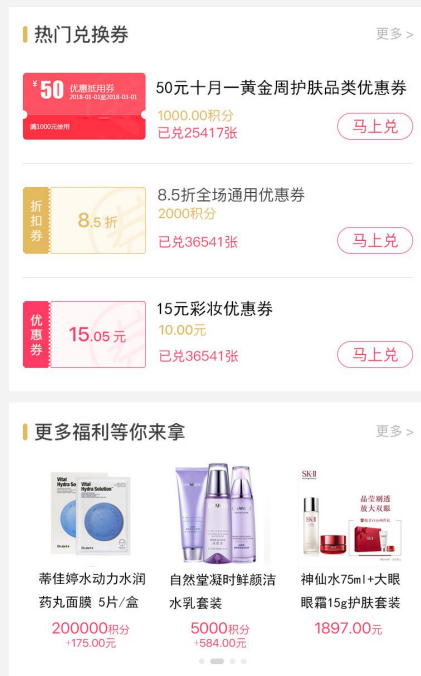 热门兑换券
更多 >
¥50 优惠抵用券
2018-01-01至2018-03-01
满1000元使用
50元十月一黄金周护肤品类优惠券
1000.00积分
已兑25417张
马上兑
折扣券
8.5 折
8.5折全场通用优惠券
2000积分
已兑36541张
马上兑
优惠券
15.05 元
15元彩妆优惠券
10.00元
已兑36541张
马上兑
更多福利等你来拿
更多 >
Vital
Hydra Solution
Vital
Hydra Solution
蒂佳婷水动力水润
药丸面膜 5片/盒
200000积分
+175.00元
自然堂凝时鲜颜洁
水乳套装
5000积分
+584.00元
SK-II
晶莹剔透
放大双眼
神仙水75ml+大眼
眼霜15g护肤套装
1897.00元